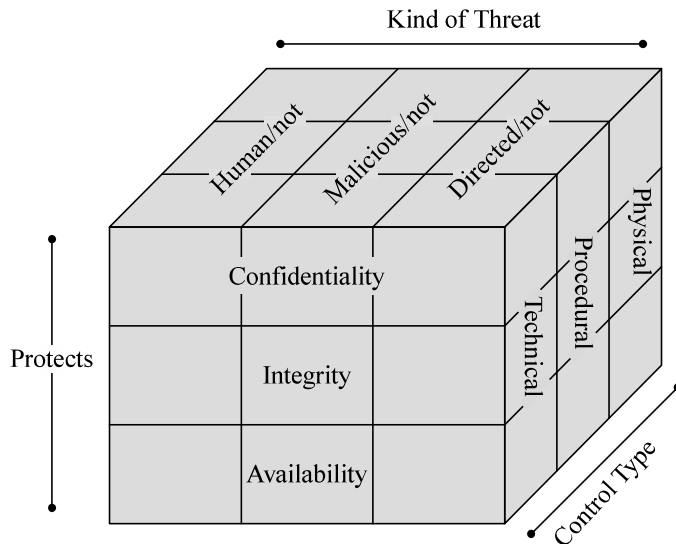 Kind of Threat
Human/not
Malicious/not
Directed/not
Physical
Procedural
Technical
Confidentiality
Integrity
Availability
Protects
Control Type